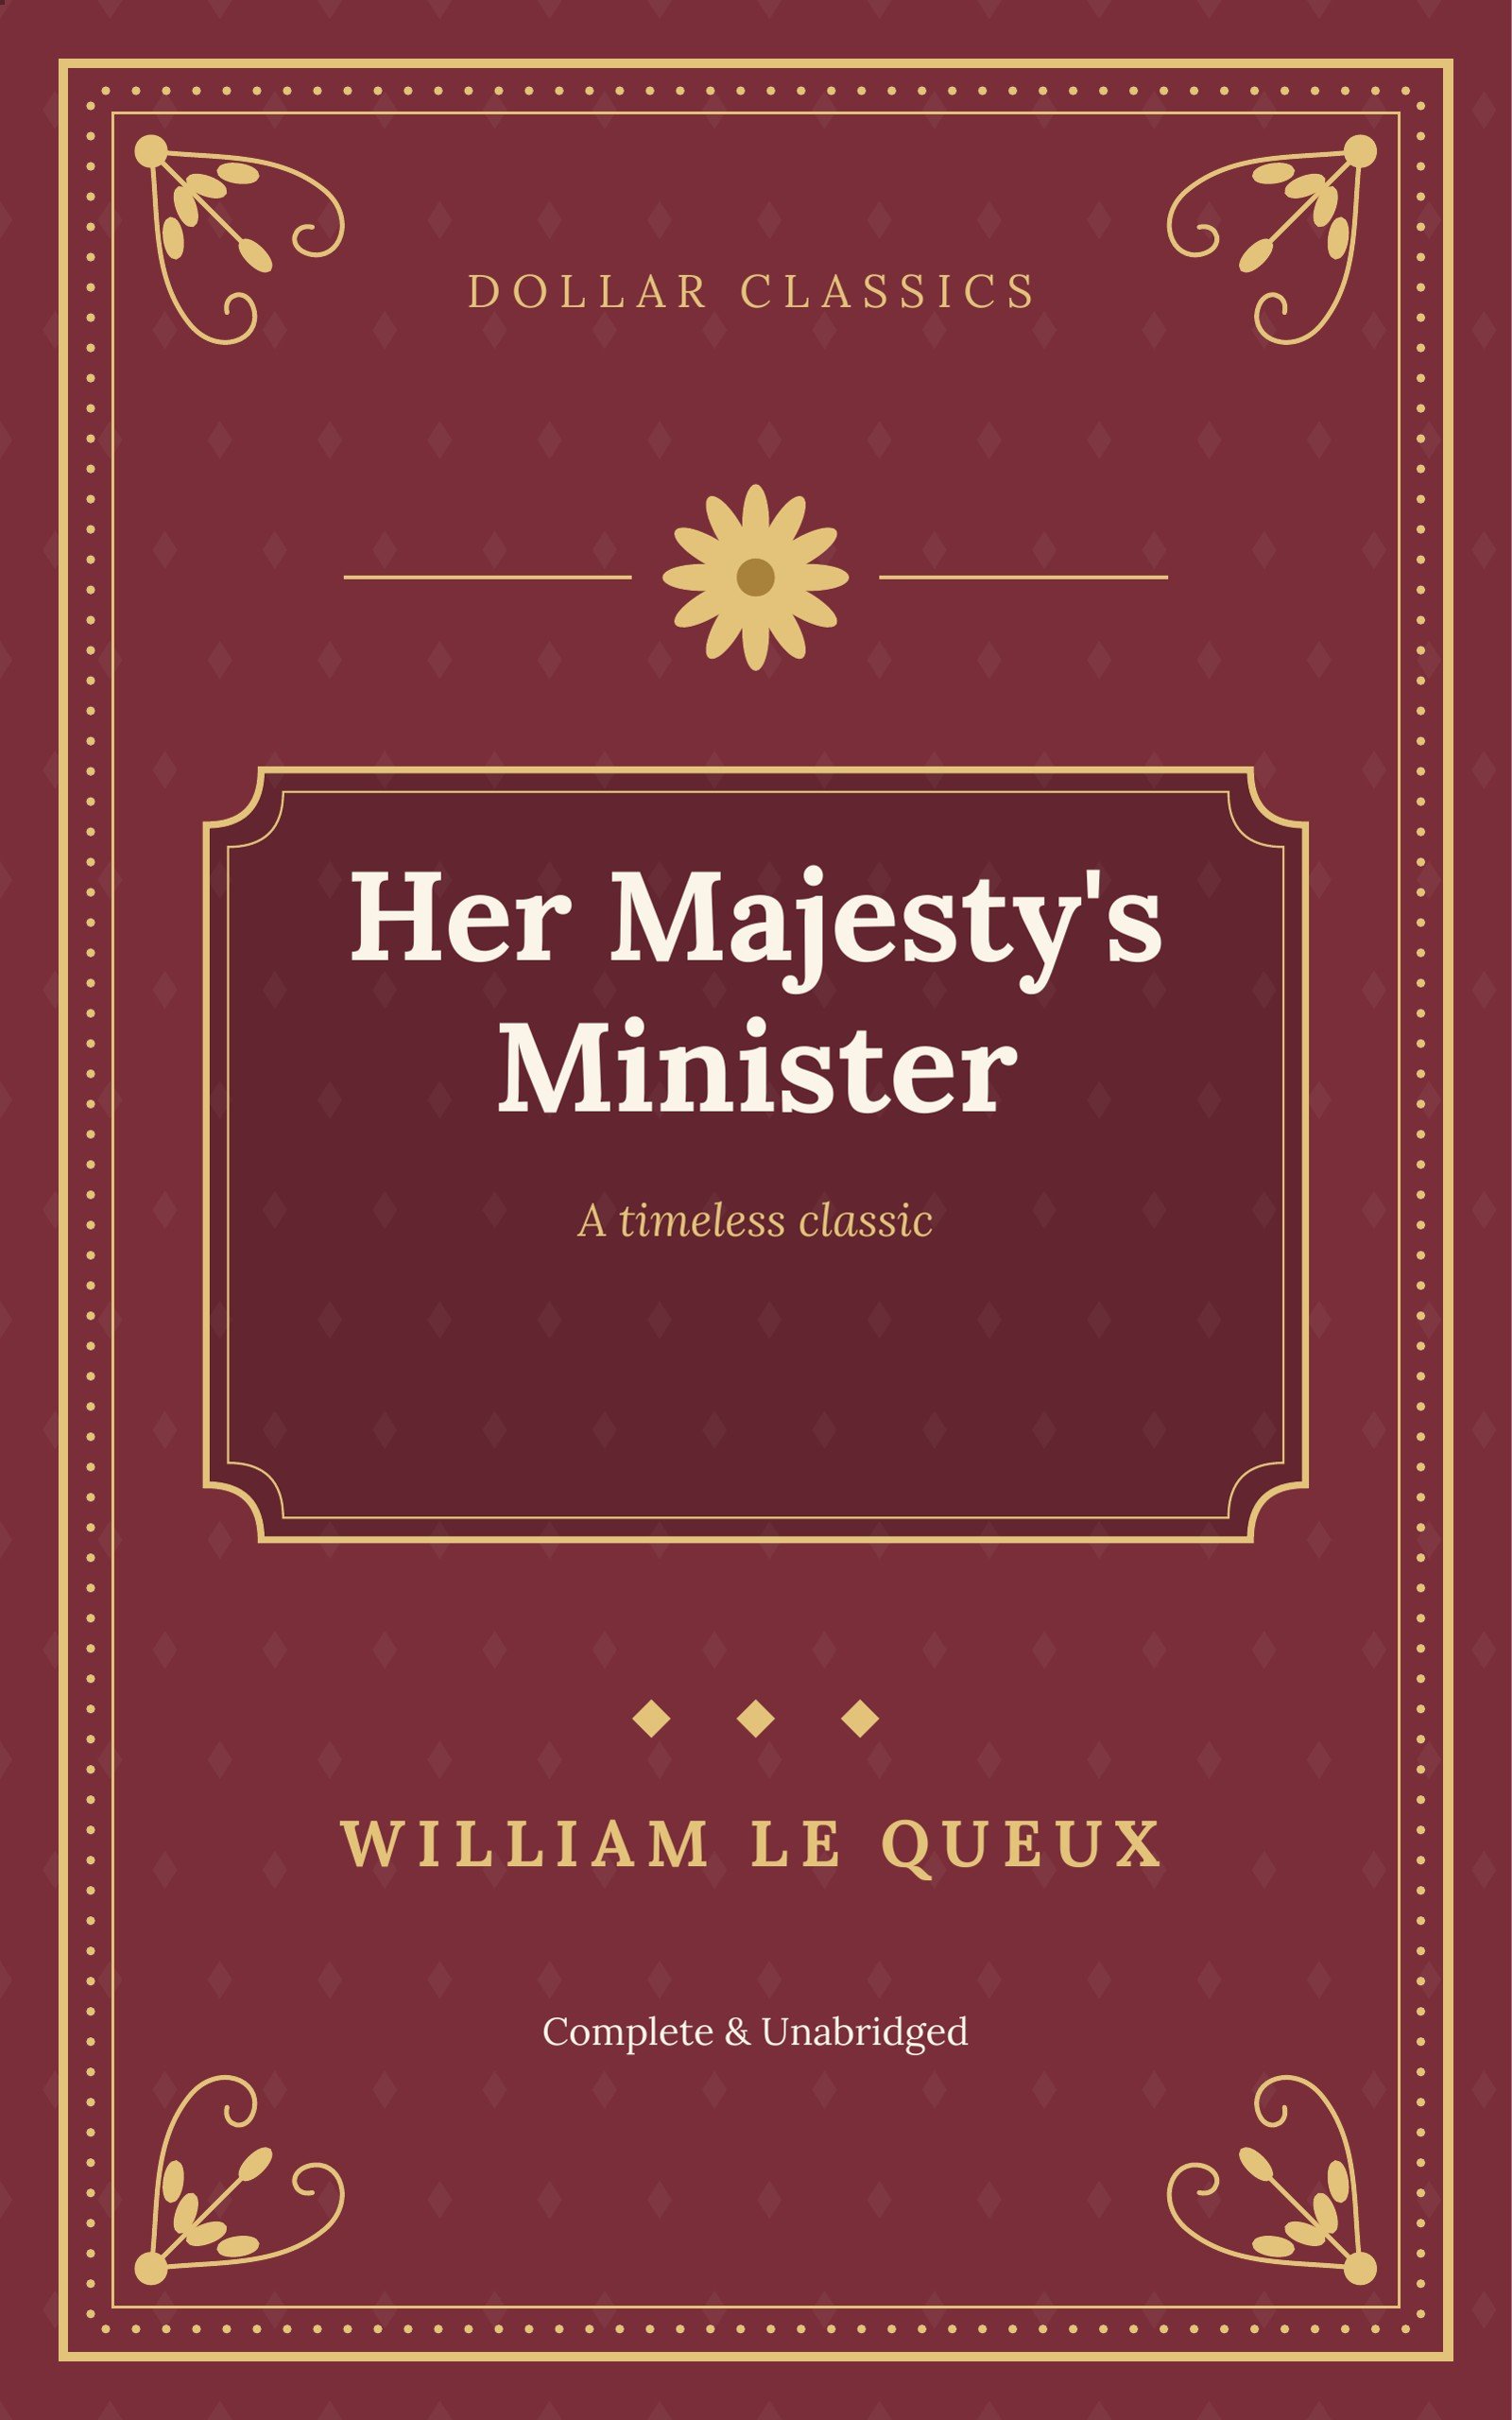 DOLLAR CLASSICS
Her Majesty's
Minister
A timeless classic
WILLIAM LE QUEUX
Complete & Unabridged